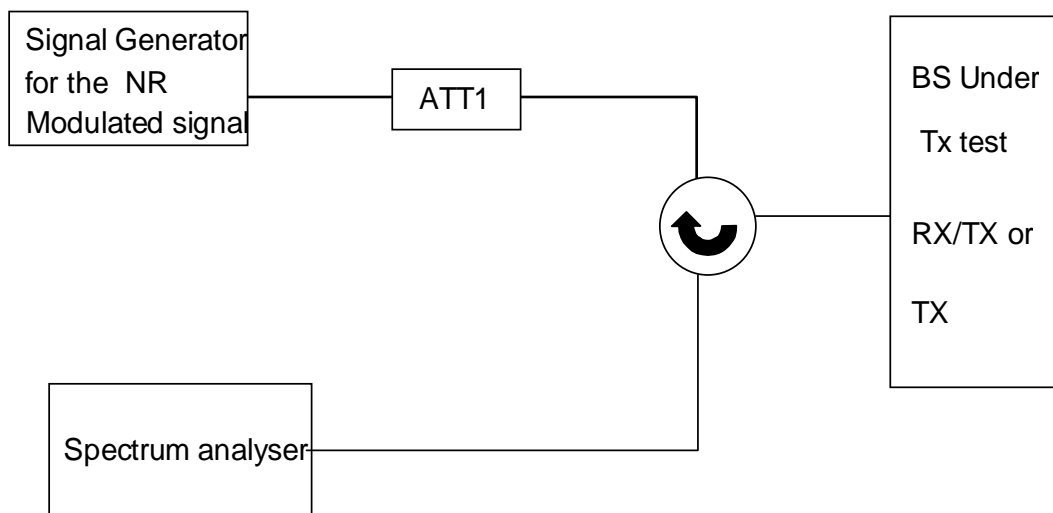 Signal Generator
for the NR
Modulated signal
ATT1
BS Under
Tx test
RX/TX or
TX
Spectrum analyser